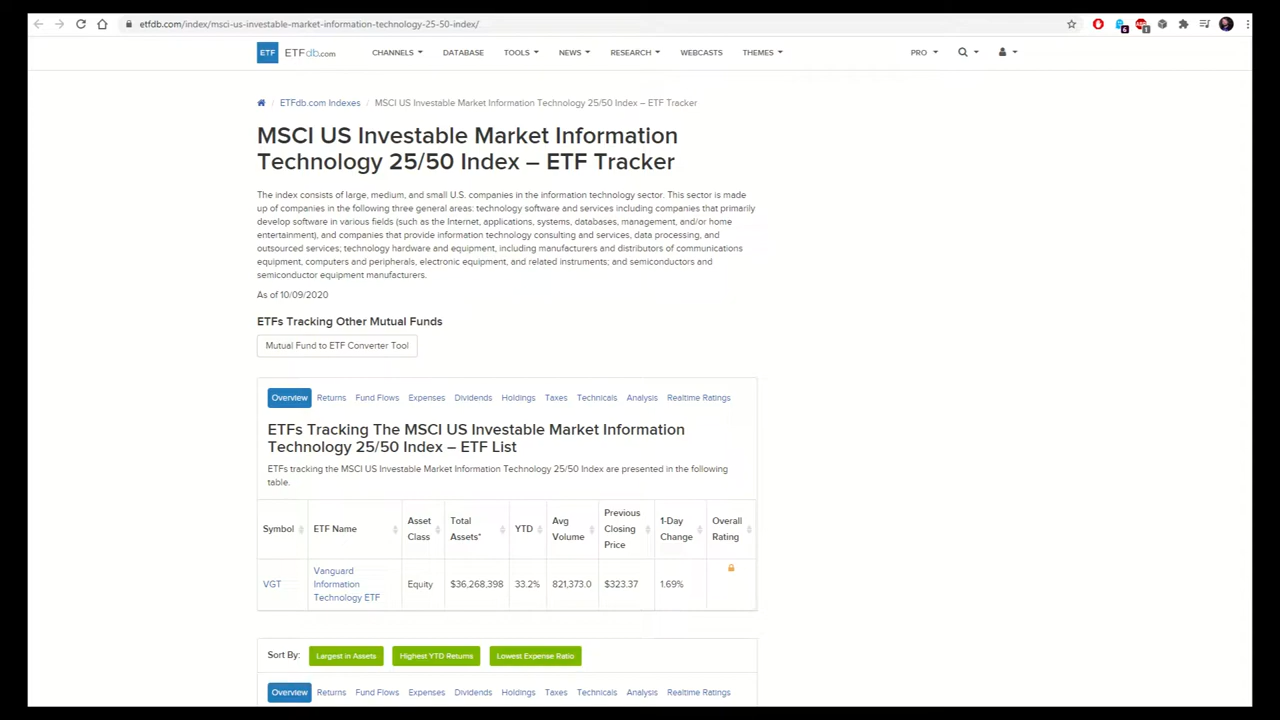 etfdb.com/index/msci-us-investable-market-information-technology-25-50-index/
ETF ETFdb.com CHANNELS DATABASE TOOLS NEWS RESEARCH WEBCASTS THEMES PRO
ETFdb.com Indexes / MSCI US Investable Market Information Technology 25/50 Index – ETF Tracker
MSCI US Investable Market Information
Technology 25/50 Index – ETF Tracker
The index consists of large, medium, and small U.S. companies in the information technology sector. This sector is made
up of companies in the following three general areas: technology software and services including companies that primarily
develop software in various fields (such as the Internet, applications, systems, databases, management, and/or home
entertainment), and companies that provide information technology consulting and services, data processing, and
outsourced services; technology hardware and equipment, including manufacturers and distributors of communications
equipment, computers and peripherals, electronic equipment, and related instruments; and semiconductors and
semiconductor equipment manufacturers.
As of 10/09/2020
ETFs Tracking Other Mutual Funds
Mutual Fund to ETF Converter Tool
Overview Returns Fund Flows Expenses Dividends Holdings Taxes Technicals Analysis Realtime Ratings
ETFs Tracking The MSCI US Investable Market Information
Technology 25/50 Index – ETF List
ETFs tracking the MSCI US Investable Market Information Technology 25/50 Index are presented in the following
table.
Symbol ETF Name Asset Class Total Assets* YTD Avg Volume Previous Closing Price 1-Day Change Overall Rating
VGT Vanguard Information Technology ETF Equity $36,268,398 33.2% 821,373.0 $323.37 1.69%
Sort By: Largest in Assets Highest YTD Returns Lowest Expense Ratio
Overview Returns Fund Flows Expenses Dividends Holdings Taxes Technicals Analysis Realtime Ratings